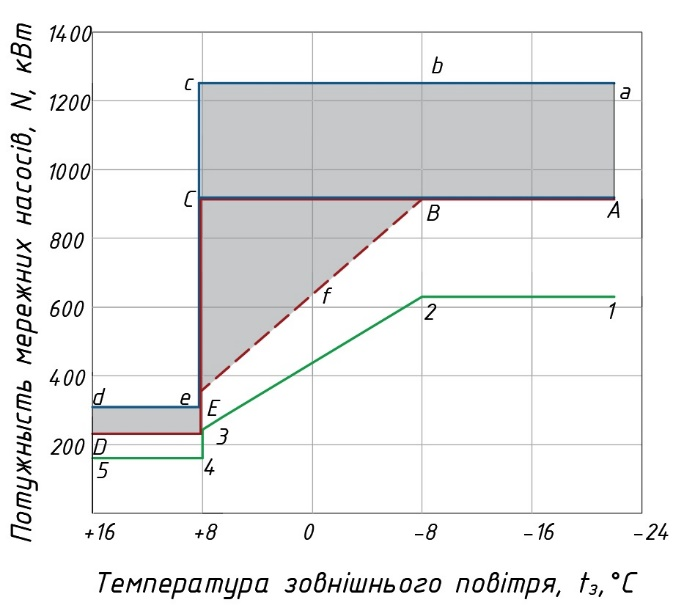 Потужнысть мережних насосів, N, кВт
1400
1200
1000
800
600
400
200
c
b
a
C
B
A
f
2
1
d
e
E
3
D
5
4
+16
+8
0
-8
-16
-24
Температура зовнішнього повітря, tз,°C